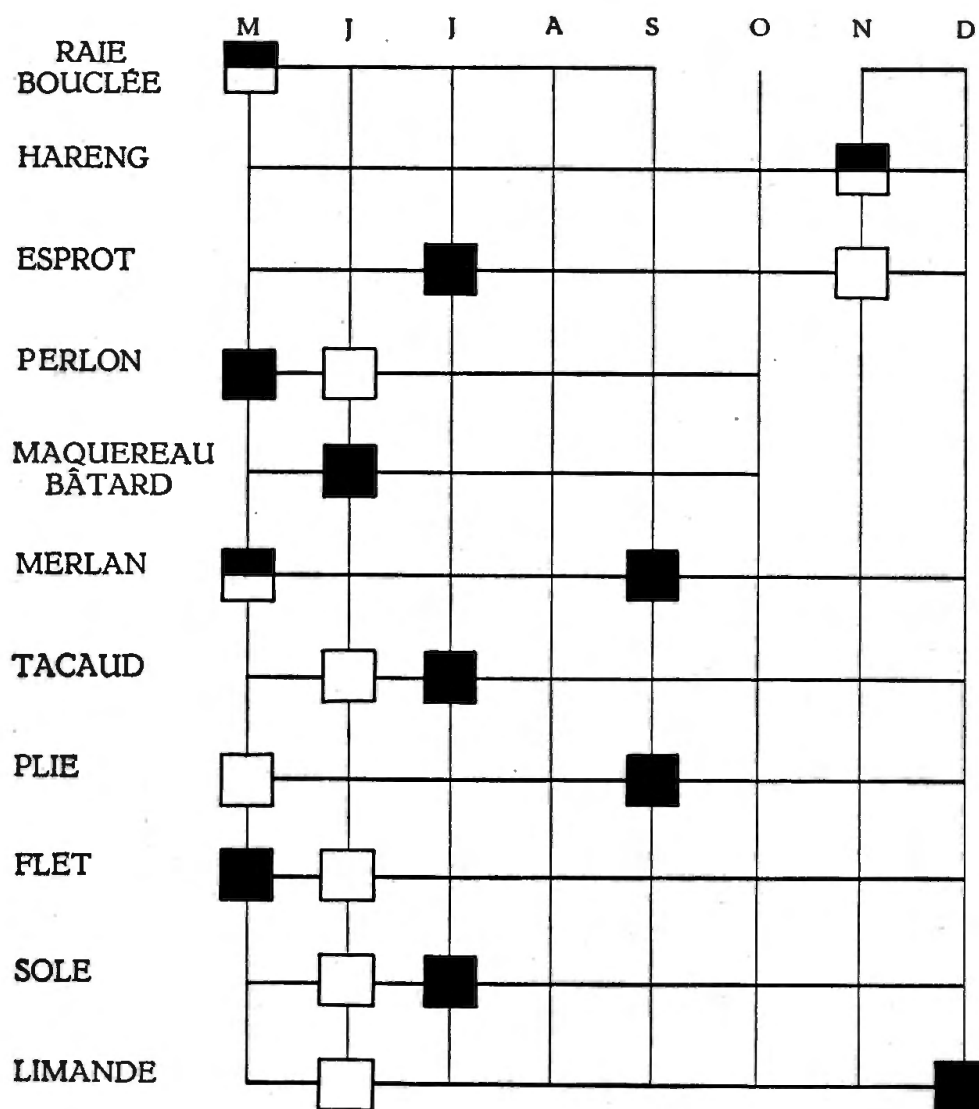 M J J A S O N D
RAIE
BOUCLÉE
HARENG
ESPROT
PERLON
MAQUEREAU
BÂTARD
MERLAN
TACAUD
PLIE
FLET
SOLE
LIMANDE